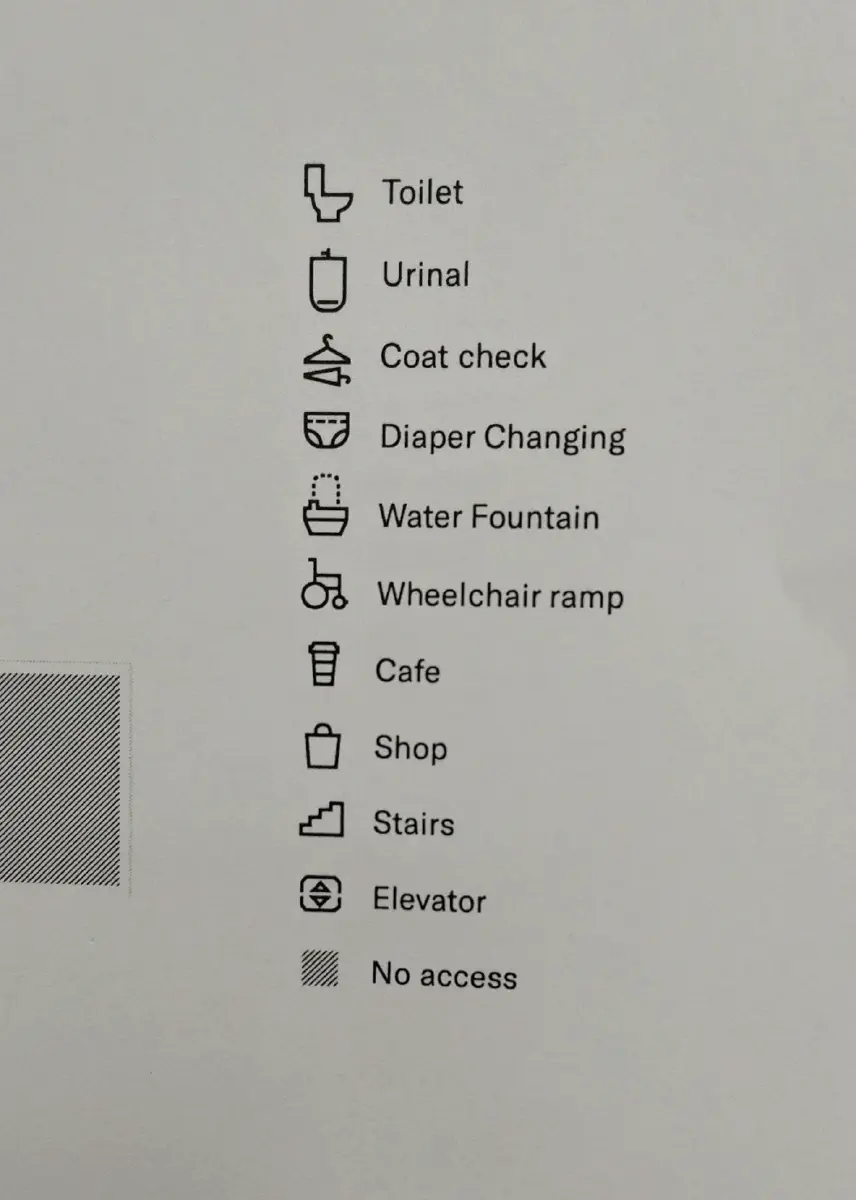 Toilet
Urinal
Coat check
Diaper Changing
Water Fountain
Wheelchair ramp
Cafe
Shop
Stairs
Elevator
No access